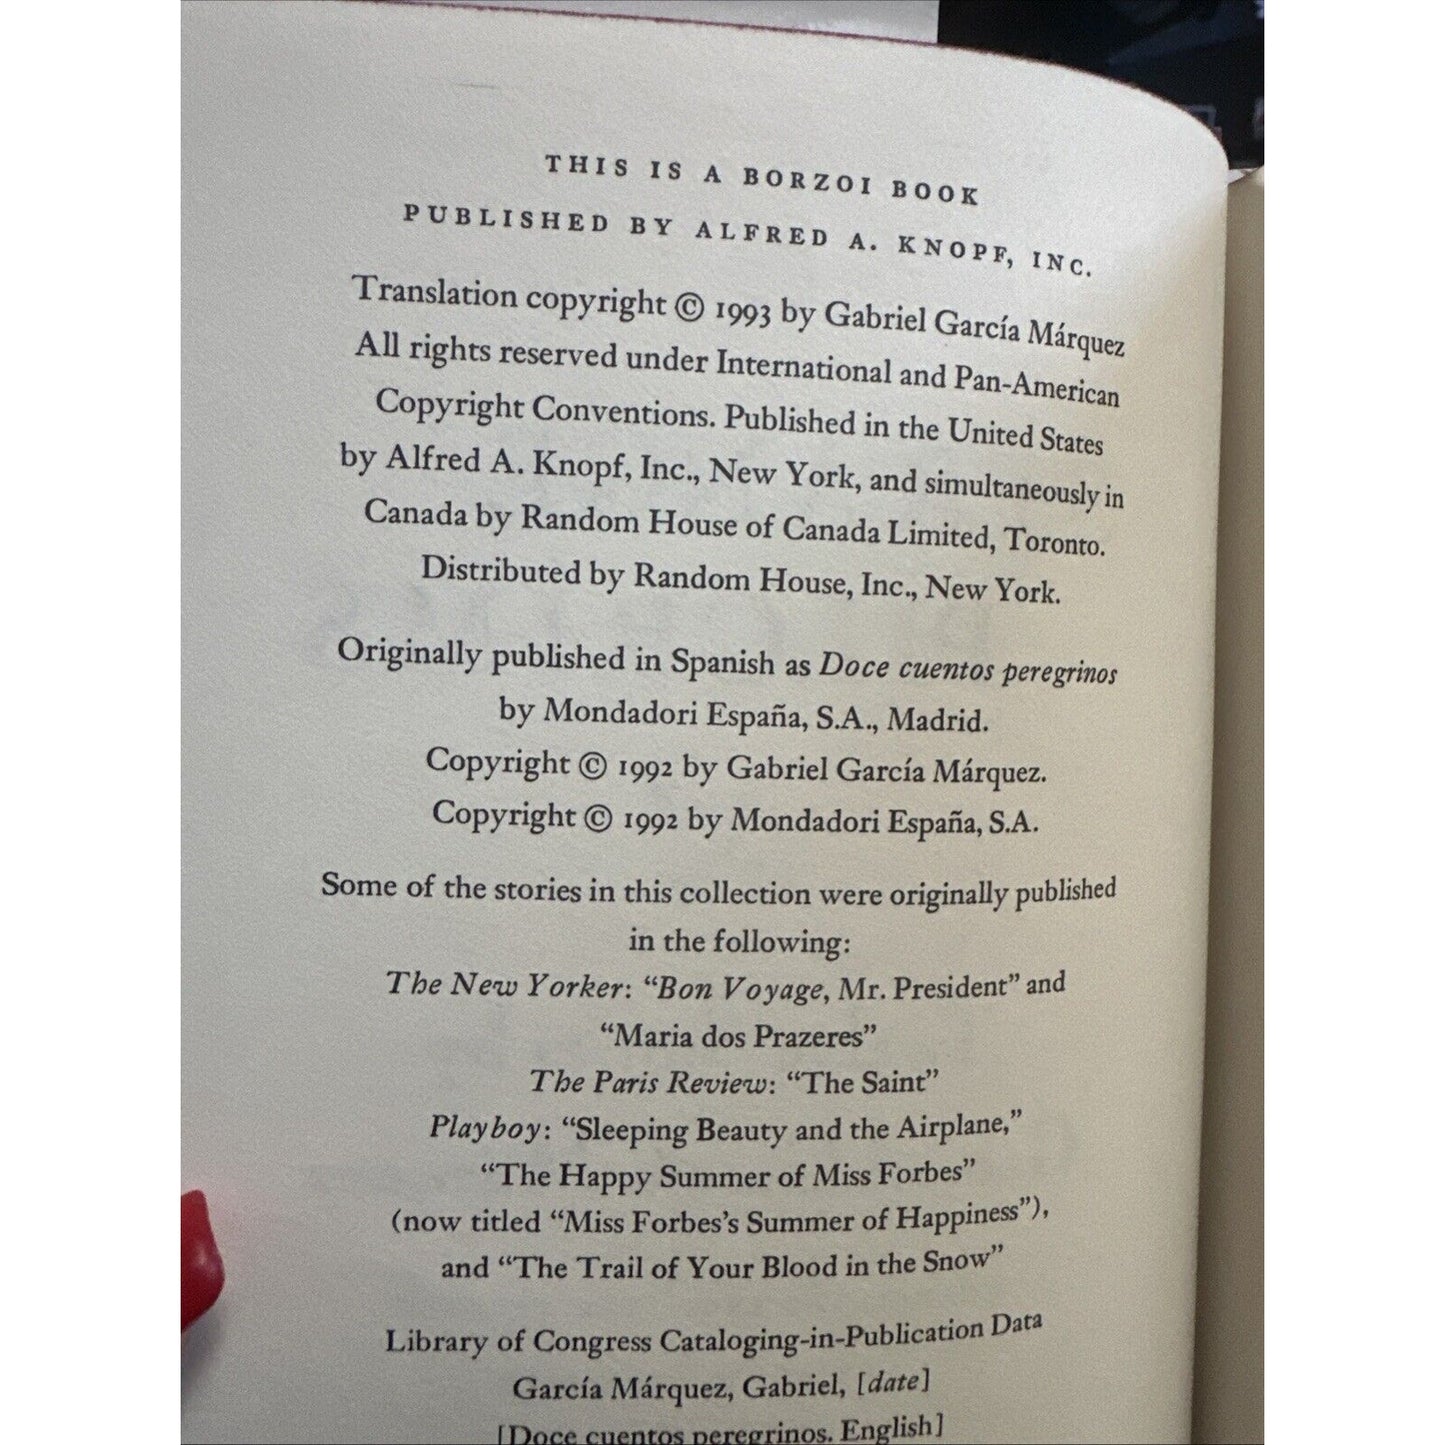 THIS IS A BORZOI BOOK
PUBLISHED BY ALFRED A. KNOPF, INC.
Translation copyright © 1993 by Gabriel García Márquez
All rights reserved under International and Pan-American
Copyright Conventions. Published in the United States
by Alfred A. Knopf, Inc., New York, and simultaneously in
Canada by Random House of Canada Limited, Toronto.
Distributed by Random House, Inc., New York.
Originally published in Spanish as Doce cuentos peregrinos
by Mondadori España, S.A., Madrid.
Copyright © 1992 by Gabriel García Márquez.
Copyright © 1992 by Mondadori España, S.A.
Some of the stories in this collection were originally published
in the following:
The New Yorker: “Bon Voyage, Mr. President” and
“Maria dos Prazeres”
The Paris Review: “The Saint”
Playboy: “Sleeping Beauty and the Airplane,”
“The Happy Summer of Miss Forbes”
(now titled “Miss Forbes’s Summer of Happiness”),
and “The Trail of Your Blood in the Snow”
Library of Congress Cataloging-in-Publication Data
García Márquez, Gabriel, [date]
[Doce cuentos peregrinos. English]